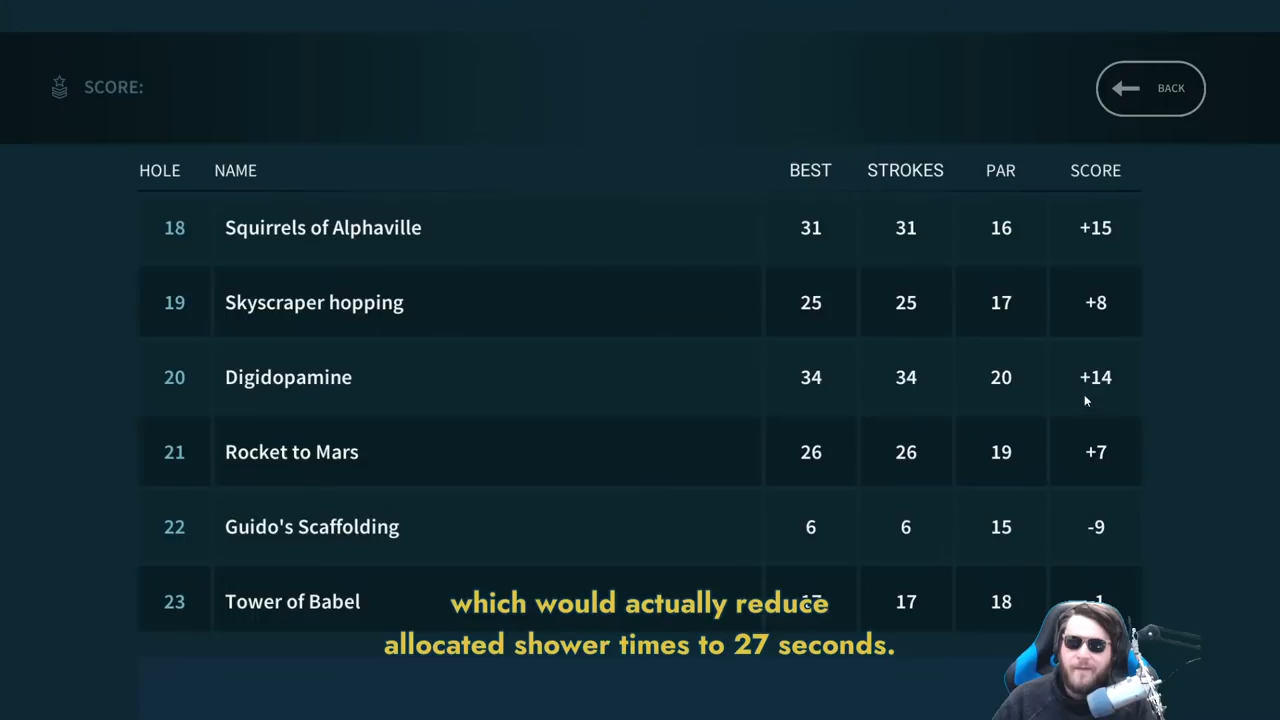 SCORE:
BACK
HOLE NAME BEST STROKES PAR SCORE
18 Squirrels of Alphaville 31 31 16 +15
19 Skyscraper hopping 25 25 17 +8
20 Digidopamine 34 34 20 +14
21 Rocket to Mars 26 26 19 +7
22 Guido's Scaffolding 6 6 15 -9
23 Tower of Babel 17 18
which would actually reduce
allocated shower times to 27 seconds.